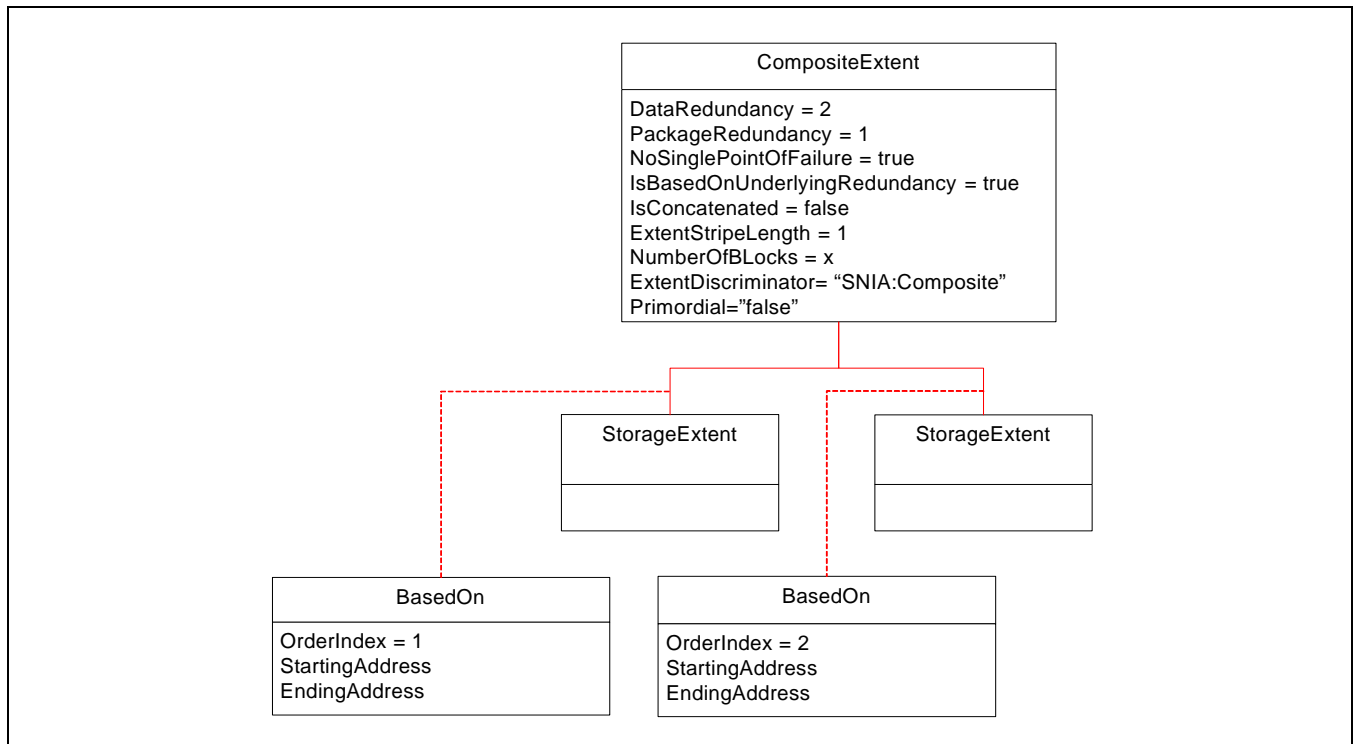 CompositeExtent
DataRedundancy = 2
PackageRedundancy = 1
NoSinglePointOfFailure = true
IsBasedOnUnderlyingRedundancy = true
IsConcatenated = false
ExtentStripeLength = 1
NumberOfBLocks = x
ExtentDiscriminator= “SNIA:Composite”
Primordial=”false”
StorageExtent
StorageExtent
BasedOn
OrderIndex = 1
StartingAddress
EndingAddress
BasedOn
OrderIndex = 2
StartingAddress
EndingAddress